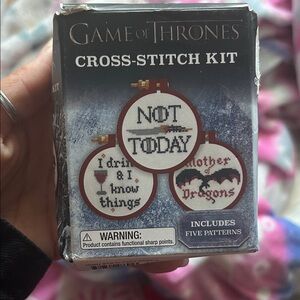 GAME OF THRONES
CROSS-STITCH KIT
NOT
TODAY
I drink
& I
know
things
Mother
of
Dragons
WARNING:
Product contains functional sharp points.
INCLUDES
FIVE PATTERNS
KIT